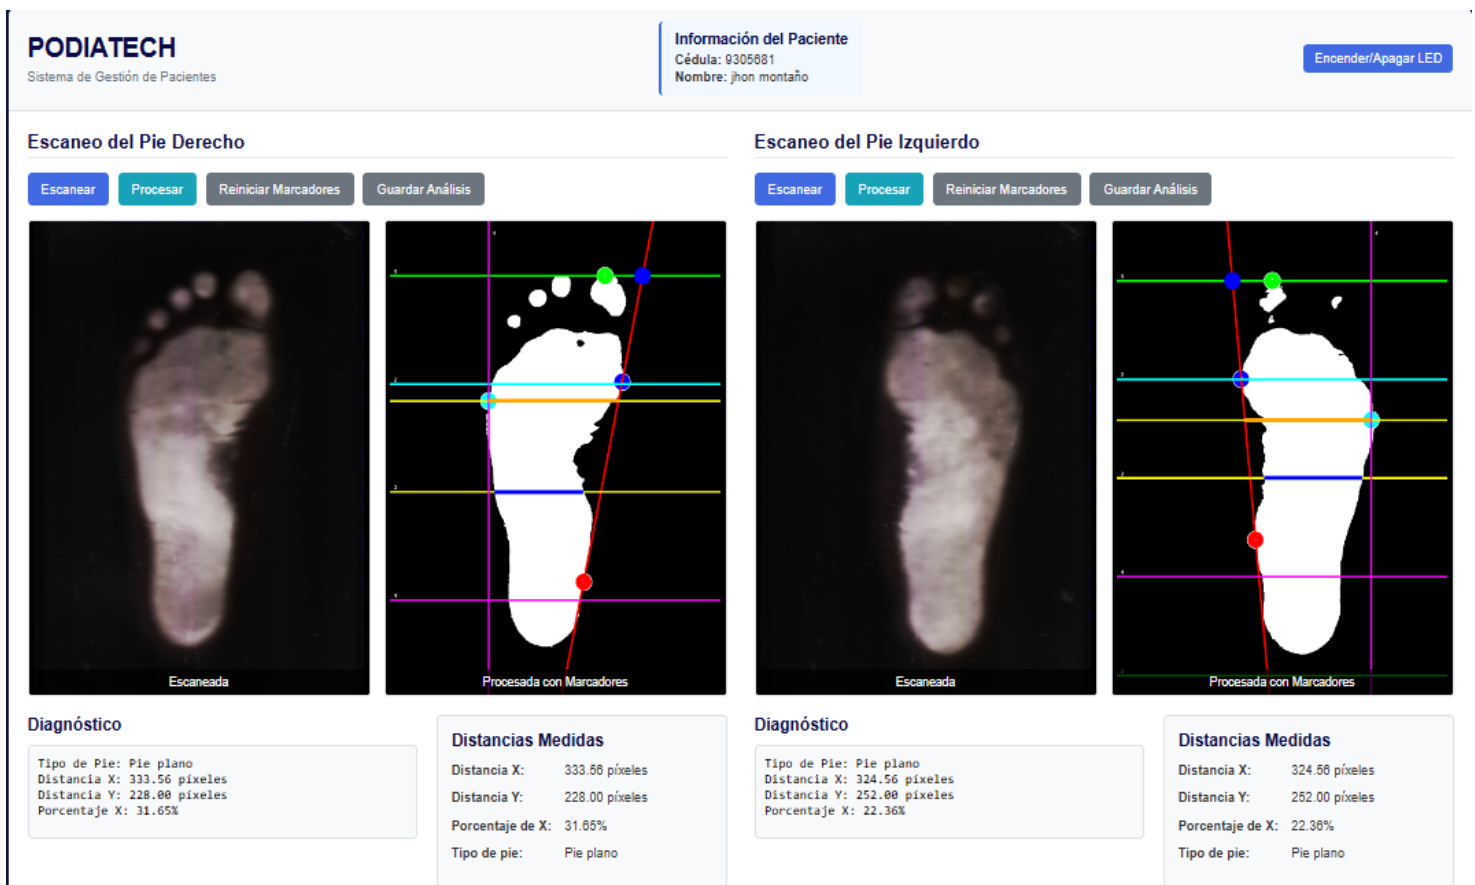 PODIATECH
Sistema de Gestión de Pacientes
Información del Paciente
Cédula: 9305681
Nombre: jhon montaño
Encender/Apagar LED
Escaneo del Pie Derecho
Escanear
Procesar
Reiniciar Marcadores
Guardar Análisis
Escaneada
Procesada con Marcadores
Diagnóstico
Tipo de Pie: Pie plano
Distancia X: 333.56 píxeles
Distancia Y: 228.00 píxeles
Porcentaje X: 31.65%
Distancias Medidas
Distancia X: 333.56 píxeles
Distancia Y: 228.00 píxeles
Porcentaje de X: 31.65%
Tipo de pie: Pie plano
Escaneo del Pie Izquierdo
Escanear
Procesar
Reiniciar Marcadores
Guardar Análisis
Escaneada
Procesada con Marcadores
Diagnóstico
Tipo de Pie: Pie plano
Distancia X: 324.56 píxeles
Distancia Y: 252.00 píxeles
Porcentaje X: 22.36%
Distancias Medidas
Distancia X: 324.56 píxeles
Distancia Y: 252.00 píxeles
Porcentaje de X: 22.36%
Tipo de pie: Pie plano